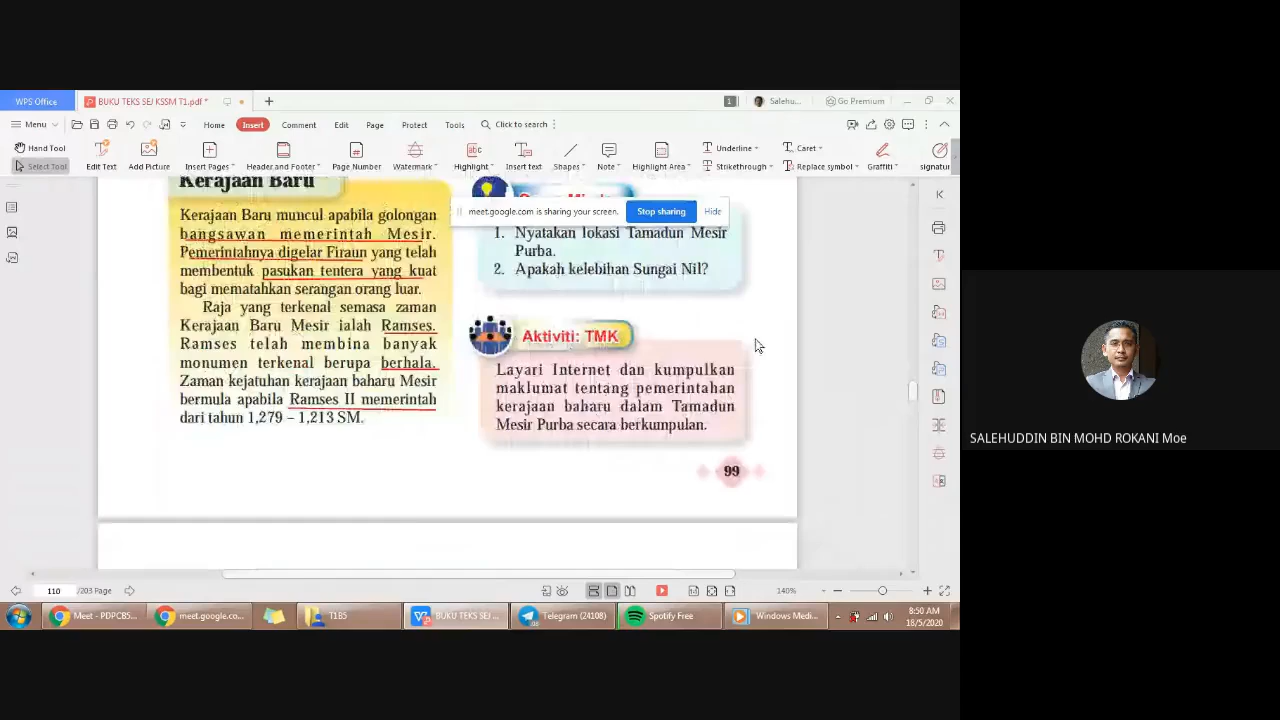 WPS Office
BUKU TEKS SEJ KSSM T1.pdf *
1
Salehu...
Go Premium
Menu
Home
Insert
Comment
Edit
Page
Protect
Tools
Click to search
Hand Tool
Select Tool
Edit Text
Add Picture
Insert Pages
Header and Footer
Page Number
Watermark
Highlight
Insert text
Shapes
Note
Highlight Area
Underline
Strikethrough
Caret
Replace symbol
Graffiti
signatur
Kerajaan Baru
Kerajaan Baru muncul apabila golongan
bangsawan memerintah Mesir.
Pemerintahnya digelar Firaun yang telah
membentuk pasukan tentera yang kuat
bagi mematahkan serangan orang luar.
Raja yang terkenal semasa zaman
Kerajaan Baru Mesir ialah Ramses.
Ramses telah membina banyak
monumen terkenal berupa berhala.
Zaman kejatuhan kerajaan baharu Mesir
bermula apabila Ramses II memerintah
dari tahun 1,279 – 1,213 SM.
meet.google.com is sharing your screen.
Stop sharing
Hide
1. Nyatakan lokasi Tamadun Mesir
Purba.
2. Apakah kelebihan Sungai Nil?
Aktiviti: TMK
Layari Internet dan kumpulkan
maklumat tentang pemerintahan
kerajaan baharu dalam Tamadun
Mesir Purba secara berkumpulan.
99
110
/203 Page
140%
Meet - PDPCB5...
meet.google.co...
T1B5
BUKU TEKS SEJ ...
Telegram (24108)
Spotify Free
Windows Medi...
8:50 AM
18/5/2020
SALEHUDDIN BIN MOHD ROKANI Moe